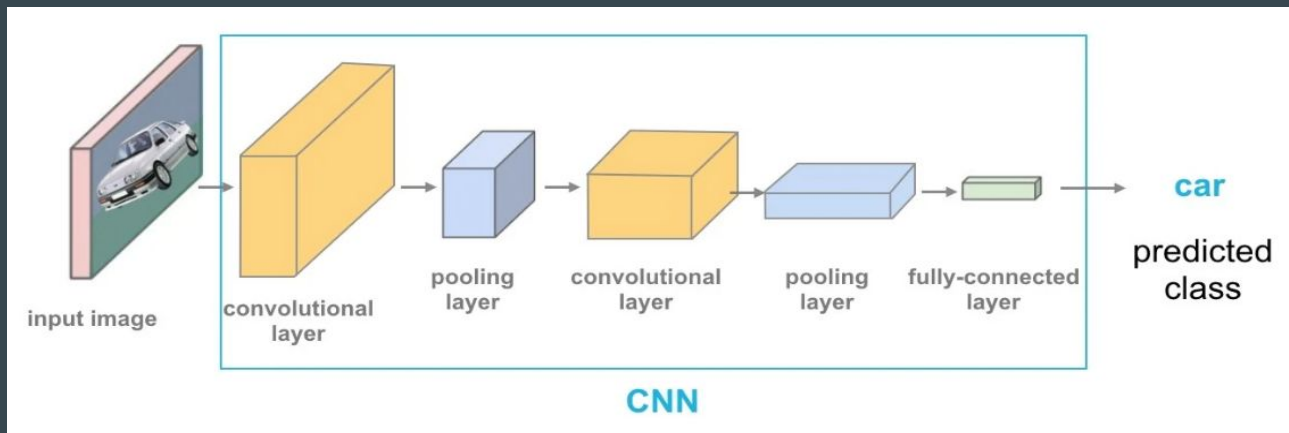 input image
convolutional
layer
pooling
layer
convolutional
layer
pooling
layer
fully-connected
layer
car
predicted
class
CNN